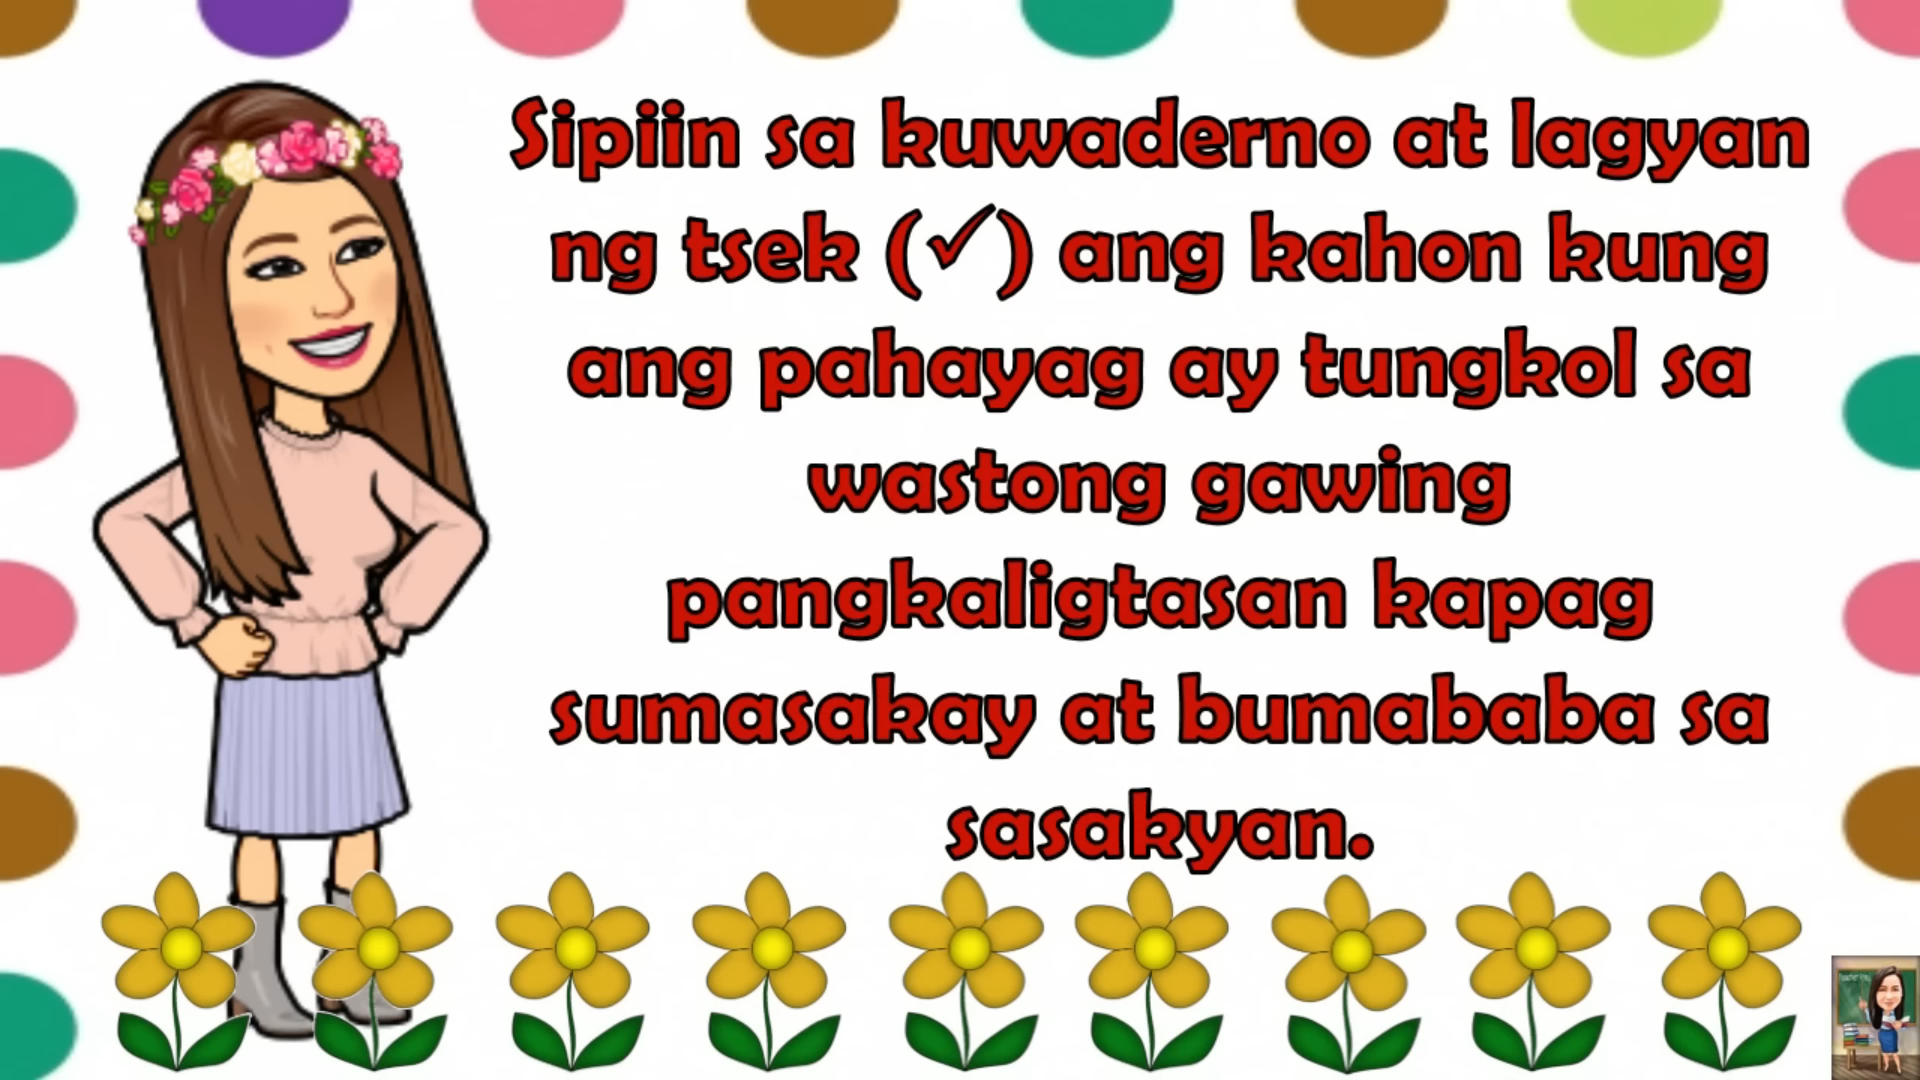 Sipiin sa kuwaderno at lagyan
ng tsek (✓) ang kahon kung
ang pahayag ay tungkol sa
wastong gawing
pangkaligtasan kapag
sumasakay at bumababa sa
sasakyan.